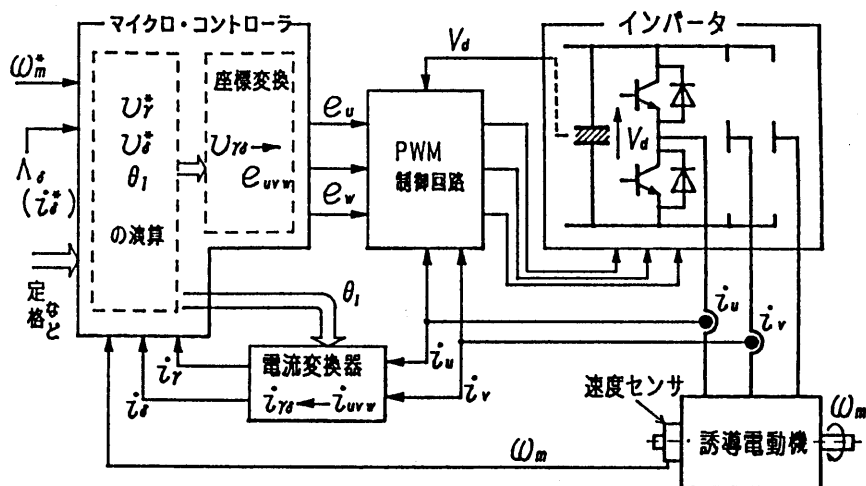 マイクロ・コントローラ
インバータ
ω*m
υ*γ
υ*δ
θ1
の演算
座標変換
υγδ→
euvw
Λδ
(i*δ)
定格など
eu
ew
PWM
制御回路
Vd
Vd
θ1
iγ
iδ
電流変換器
iγδ←iuvw
iu
iv
iu
iv
速度センサ
誘導電動機
ωm
ωm